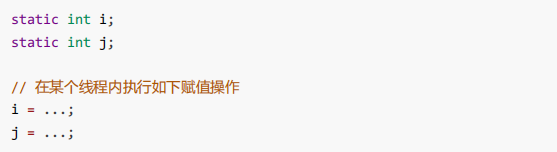 static int i;
static int j;
// 在某个线程内执行如下赋值操作
i = ...;
j = ...;